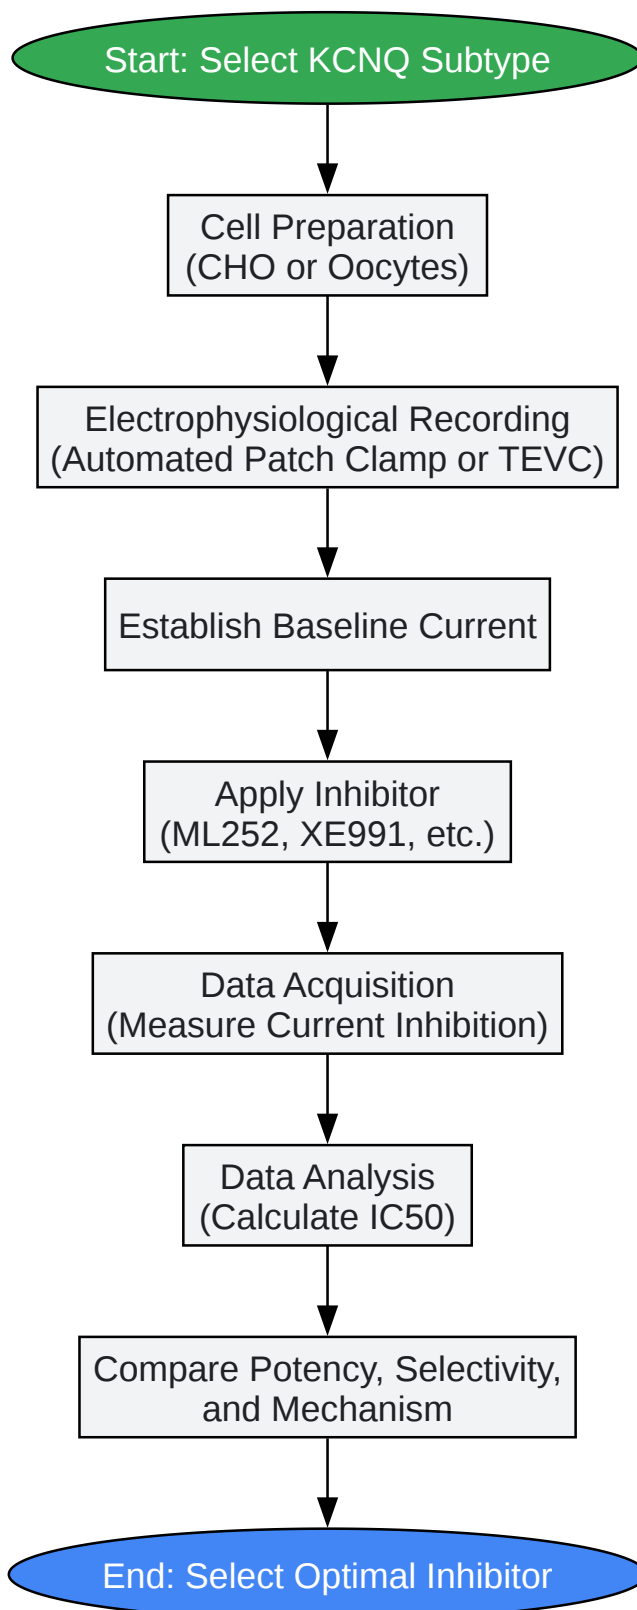 Start: Select KCNQ Subtype
Cell Preparation
(CHO or Oocytes)
Electrophysiological Recording
(Automated Patch Clamp or TEVC)
Establish Baseline Current
Apply Inhibitor
(ML252, XE991, etc.)
Data Acquisition
(Measure Current Inhibition)
Data Analysis
(Calculate IC50)
Compare Potency, Selectivity,
and Mechanism
End: Select Optimal Inhibitor